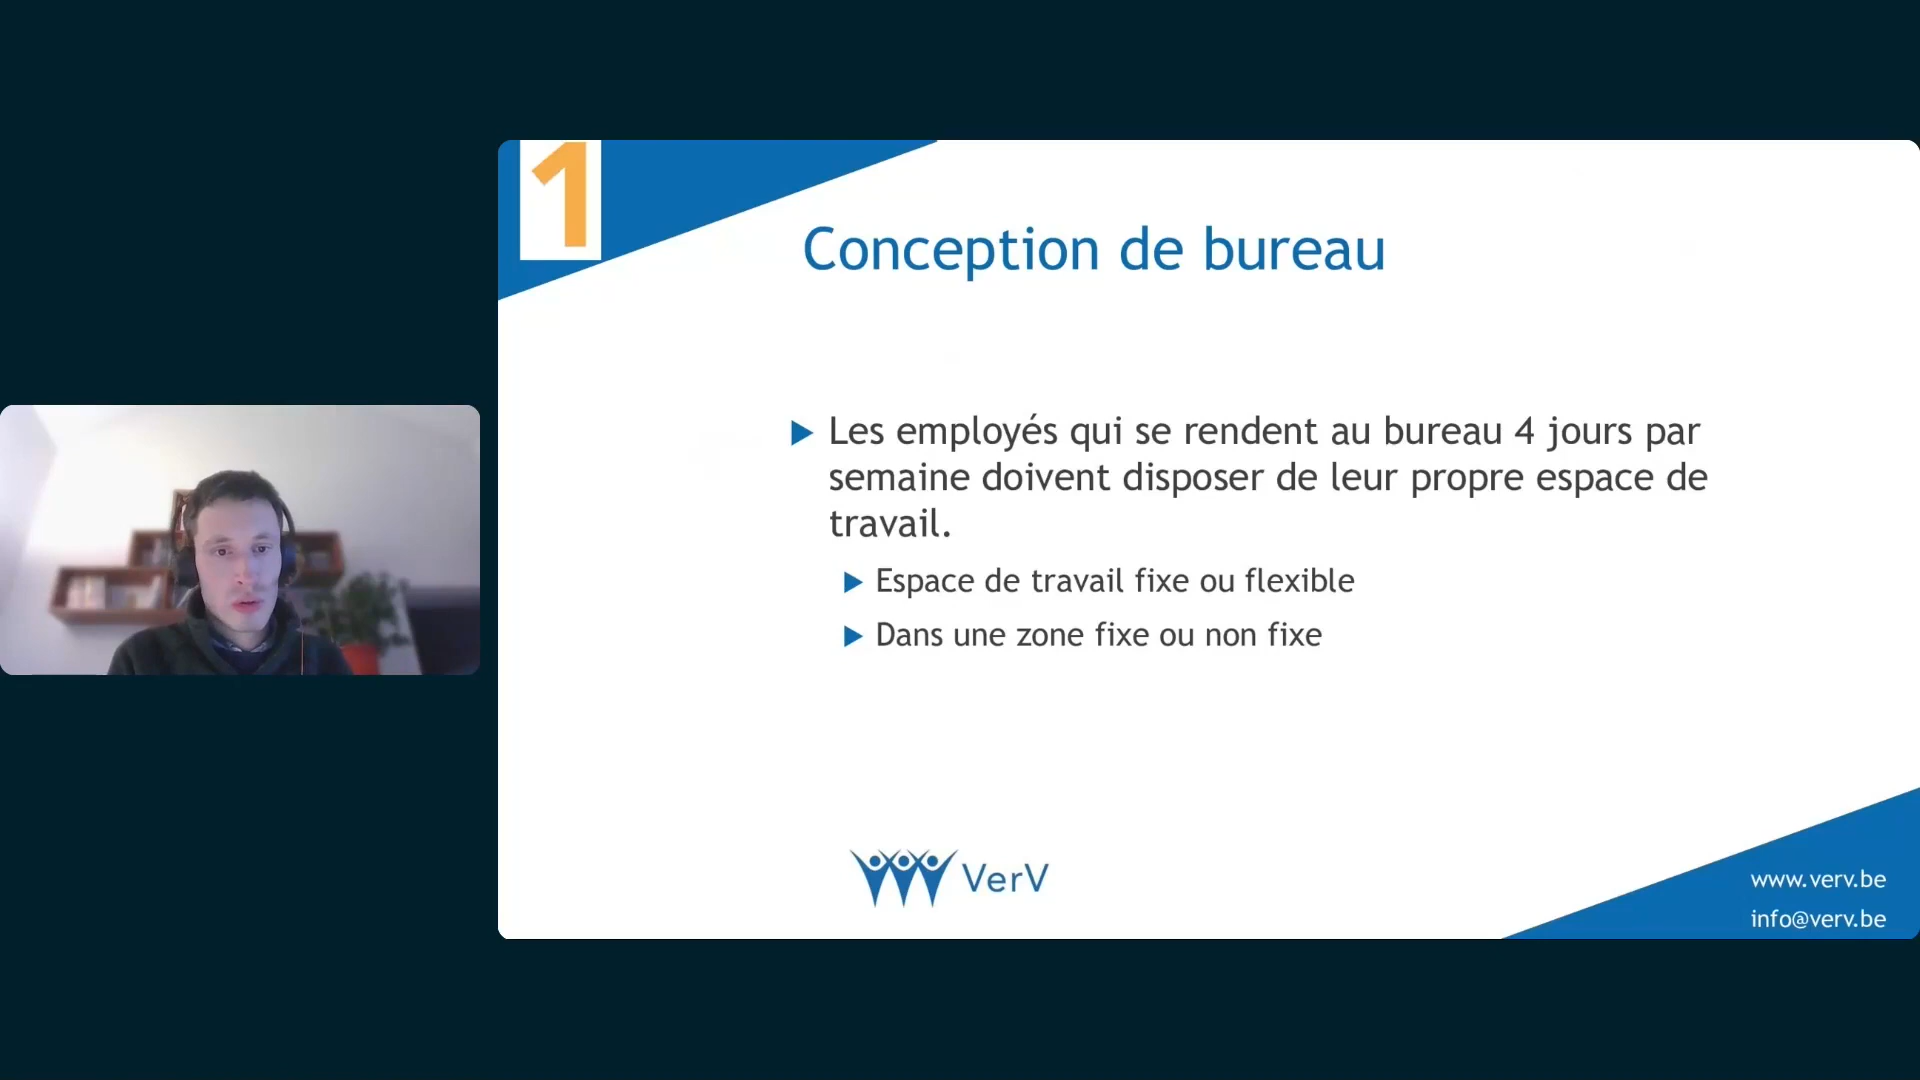 1
Conception de bureau
Les employés qui se rendent au bureau 4 jours par
semaine doivent disposer de leur propre espace de
travail.
Espace de travail fixe ou flexible
Dans une zone fixe ou non fixe
VerV
www.verv.be
info@verv.be